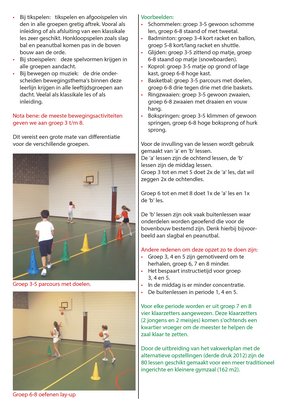 • Bij tikspelen: tikspelen en afgooispelen vin
den in alle groepen gretig aftrek. Vooral als
inleiding of als afsluiting van een klassikale
les zeer geschikt. Honklooopspelen zoals slag
bal en peanutbal komen pas in de boven
bouw aan de orde.
• Bij stoeispelen: deze spelvormen krijgen in
alle groepen aandacht.
• Bij bewegen op muziek: de drie onder-
scheiden bewegingsthema's binnen deze
leerlijn krijgen in alle leeftijdsgroepen aan
dacht. Veelal als klassikale les of als
inleiding.
Nota bene: de meeste bewegingsactiviteiten
geven we aan groep 3 t/m 8.
Dit vereist een grote mate van differentiatie
voor de verschillende groepen.
Groep 3-5 parcours met doelen.
Groep 6-8 oefenen lay-up
Voorbeelden:
• Schommelen: groep 3-5 gewoon schomme
len, groep 6-8 staand of met tweetal.
• Badminton: groep 3-4 kort racket en ballon,
groep 5-8 kort/lang racket en shuttle.
• Glijden: groep 3-5 zittend op matje, groep
6-8 staand op matje (snowboarden).
• Koprol: groep 3-5 matje op grond of lage
kast, groep 6-8 hoge kast.
• Basketbal: groep 3-5 parcours met doelen,
groep 6-8 drie tegen drie met drie baskets.
• Ringzwaaien: groep 3-5 gewoon zwaaien,
groep 6-8 zwaaien met draaien en vouw
hang.
• Bokspringen: groep 3-5 klimmen of gewoon
springen, groep 6-8 hoge boksprong of hurk
sprong.
Voor de invulling van de lessen wordt gebruik
gemaakt van 'a' en 'b' lessen.
De 'a' lessen zijn de ochtend lessen, de 'b'
lessen zijn de middag lessen.
Groep 3 tot en met 5 doet 2x de 'a' les, dat wil
zeggen 2x de ochtendles.
Groep 6 tot en met 8 doet 1x de 'a' les en 1x
de 'b' les.
De 'b' lessen zijn ook vaak buitenlessen waar
onderdelen worden geoefend die voor de
bovenbouw bestemd zijn. Denk hierbij bijvoor-
beeld aan slagbal en peanutbal.
Andere redenen om deze opzet zo te doen zijn:
• Groep 3, 4 en 5 zijn gemotiveerd om te
herhalen, groep 6, 7 en 8 minder.
• Het bespaart instructietijd voor groep
3, 4 en 5.
• In de middag is er minder concentratie.
• De buitenlessen in periode 1, 4 en 5.
Voor elke periode worden er uit groep 7 en 8
vier klaarzetters aangewezen. Deze klaarzetters
(2 jongens en 2 meisjes) komen s'ochtends een
kwartier vroeger om de meester te helpen de
zaal klaar te zetten.
Door de uitbreiding van het vakwerkplan met de
alternatieve opstellingen (derde druk 2012) zijn de
80 lessen geschikt gemaakt voor een meer traditioneel
ingerichte en kleinere gymzaal (162 m2).